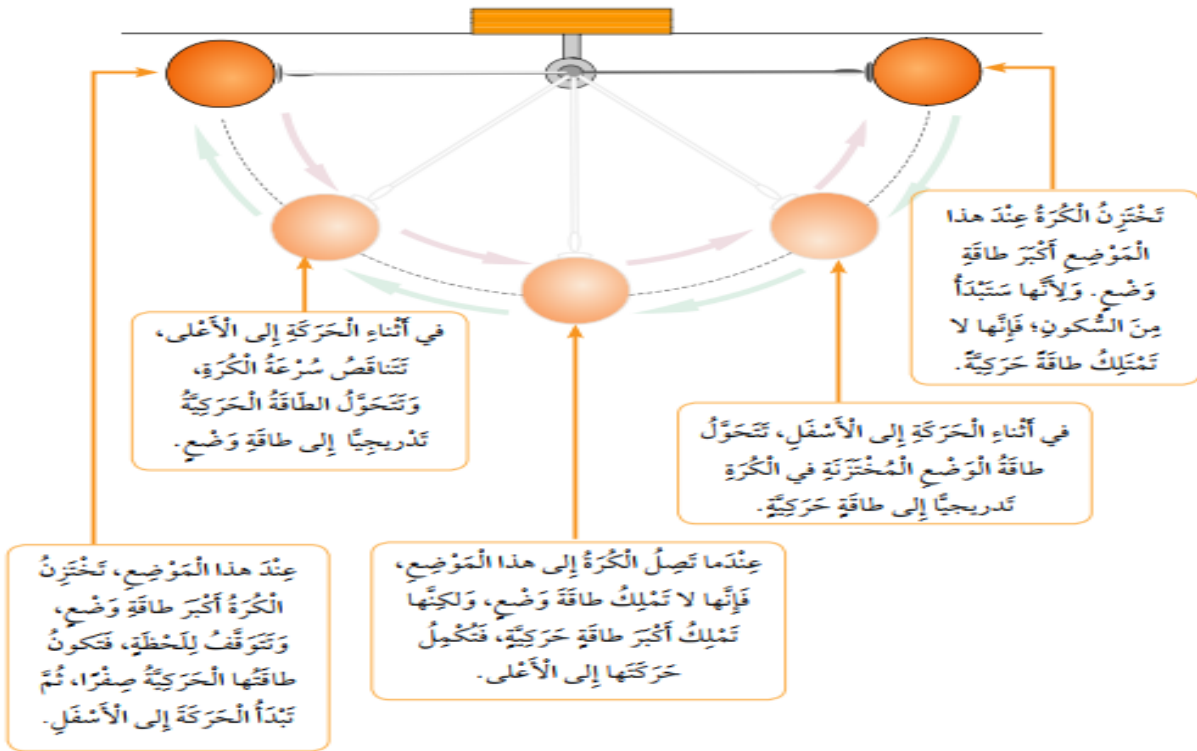 تَخْتَزِنُ الْكُرَةُ عِنْدَ هذا
الْمَوْضِعِ أَكْبَرَ طاقَةِ
وَضْعٍ. وَلِأَنَّها سَتَبْدَأُ
مِنَ السُّكونِ؛ فَإِنَّها لا
تَمْتَلِكُ طاقَةً حَرَكِيَّةً.
في أَثْناءِ الْحَرَكَةِ إِلى الْأَسْفَلِ، تَتَحَوَّلُ
طاقَةُ الْوَضْعِ الْمُخْتَزَنَةِ في الْكُرَةِ
تَدريجيًّا إِلى طاقَةٍ حَرَكِيَّةٍ.
عِنْدَما تَصِلُ الْكُرَةُ إِلى هذا الْمَوْضِعِ،
فَإِنَّها لا تَمْلِكُ طاقَةَ وَضْعٍ، وَلكِنَّها
تَمْلِكُ أَكْبَرَ طاقَةٍ حَرَكِيَّةٍ، فَتُكْمِلُ
حَرَكَتَها إِلى الْأَعْلى.
في أَثْناءِ الْحَرَكَةِ إِلى الْأَعْلى،
تَتَناقَصُ سُرْعَةُ الْكُرَةِ،
وَتَتَحَوَّلُ الطّاقَةُ الْحَرَكِيَّةُ
تَدْريجِيًّا إِلى طاقَةِ وَضْعٍ.
عِنْدَ هذا الْمَوْضِعِ، تَخْتَزِنُ
الْكُرَةُ أَكْبَرَ طاقَةِ وَضْعٍ،
وَتَتَوَقَّفُ لِلَحْظَةٍ، فَتَكونُ
طاقَتُها الْحَرَكِيَّةُ صِفْرًا، ثُمَّ
تَبْدَأُ الْحَرَكَةَ إِلى الْأَسْفَلِ.